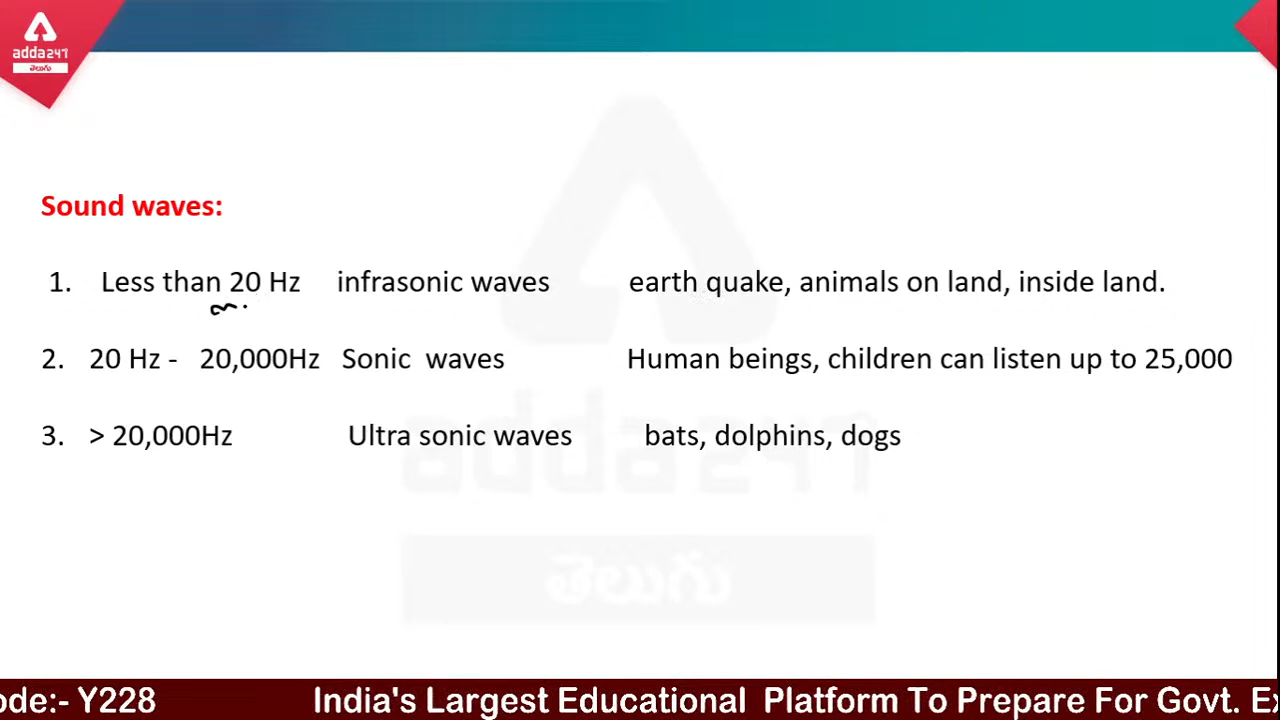 adda247
తెలుగు
Sound waves:
1. Less than 20 Hz infrasonic waves earth quake, animals on land, inside land.
2. 20 Hz - 20,000Hz Sonic waves Human beings, children can listen up to 25,000
3. > 20,000Hz Ultra sonic waves bats, dolphins, dogs
adda247
తెలుగు
ode:- Y228 India's Largest Educational Platform To Prepare For Govt. Ex